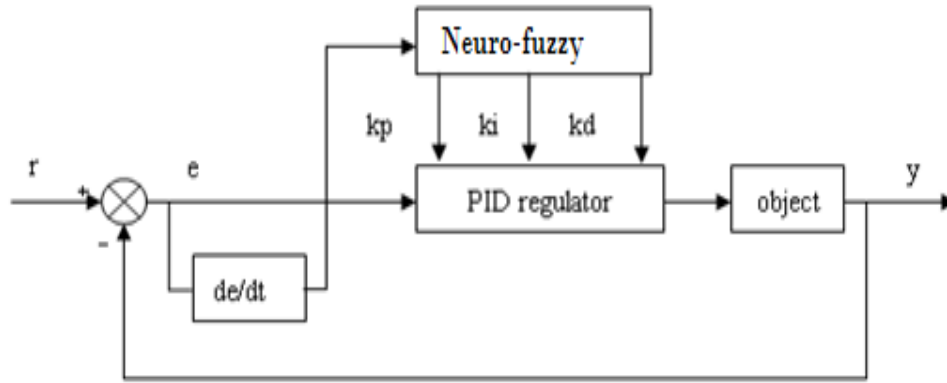 Neuro-fuzzy
kp
ki
kd
r
e
y
+
PID regulator
object
-
de/dt